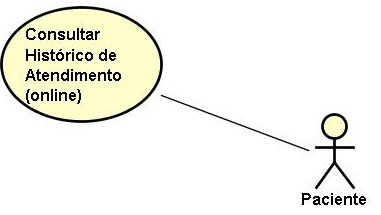 Consultar
Histórico de
Atendimento
(online)
Paciente